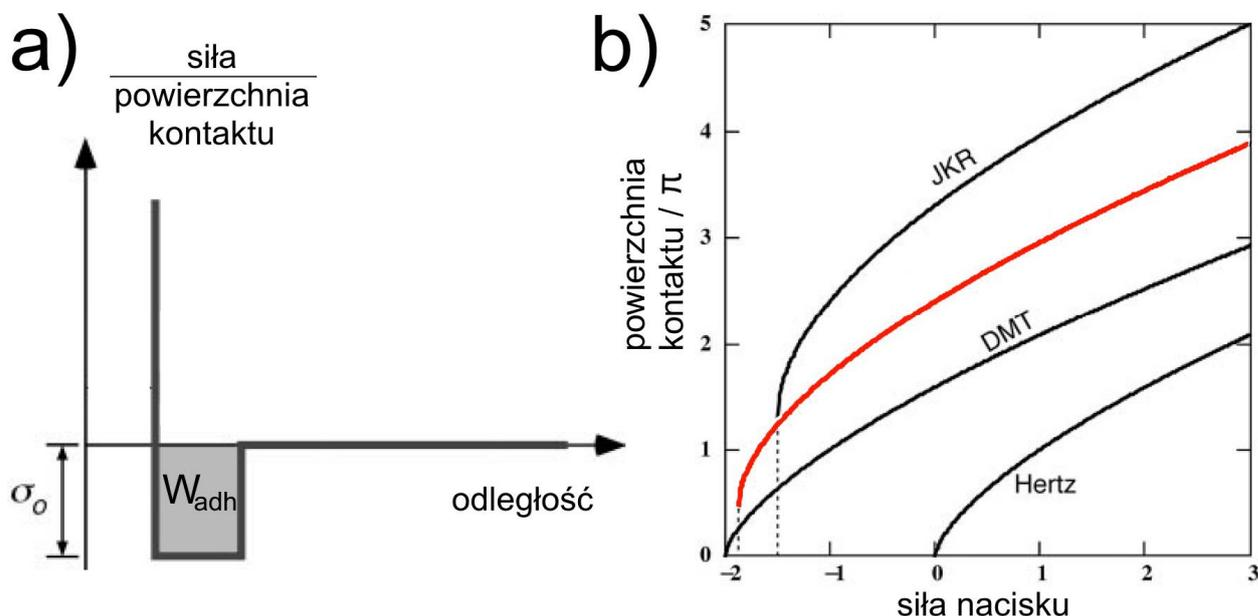 a)
siła
powierzchnia
kontaktu
σo
Wadh
odległość
b)
powierzchnia
kontaktu / π
5
4
3
2
1
0
JKR
DMT
Hertz
−2
−1
0
1
2
3
siła nacisku